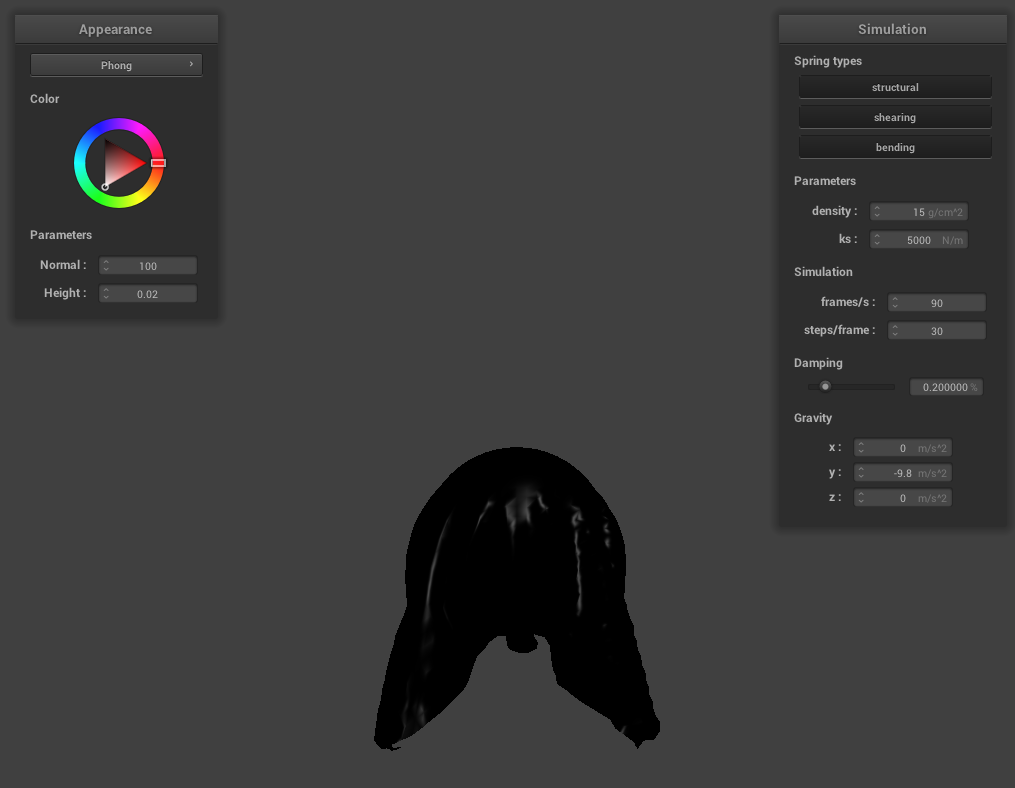 Appearance
Phong ›
Color
Parameters
Normal : 100
Height : 0.02
Simulation
Spring types
structural
shearing
bending
Parameters
density : 15 g/cm^2
ks : 5000 N/m
Simulation
frames/s : 90
steps/frame : 30
Damping
0.200000 %
Gravity
x : 0 m/s^2
y : -9.8 m/s^2
z : 0 m/s^2